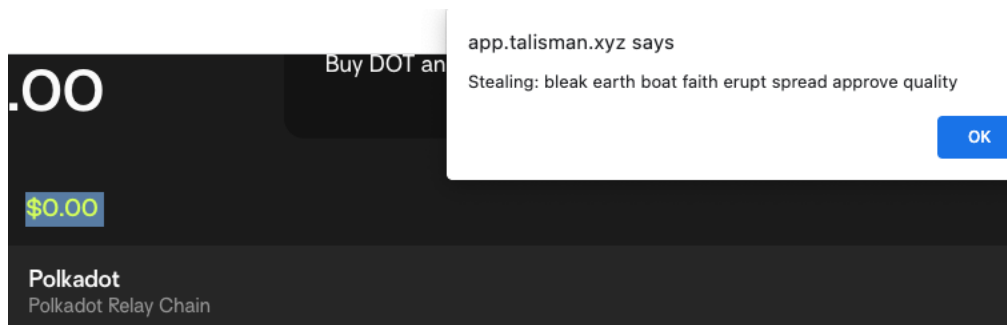 app.talisman.xyz says
Stealing: bleak earth boat faith erupt spread approve quality
OK
Buy DOT an
.00
$0.00
Polkadot
Polkadot Relay Chain